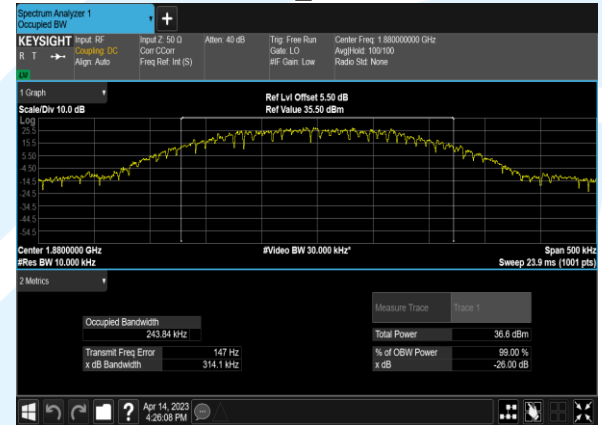 Spectrum Analyzer 1
Occupied BW
+
KEYSIGHT Input: RF Input Z: 50 Ω Atten: 40 dB Trig: Free Run Center Freq: 1.880000000 GHz
R T Coupling: DC Corr CCorr Gate: LO Avg|Hold: 100/100
Align: Auto Freq Ref: Int (S) #IF Gain: Low Radio Std: None
LW
1 Graph
Ref Lvl Offset 5.50 dB
Scale/Div 10.0 dB Ref Value 35.50 dBm
Log
25.5
15.5
5.50
-4.50
-14.5
-24.5
-34.5
-44.5
-54.5
Center 1.8800000 GHz #Video BW 30.000 kHz* Span 500 kHz
#Res BW 10.000 kHz Sweep 23.9 ms (1001 pts)
2 Metrics
Measure Trace Trace 1
Occupied Bandwidth
243.84 kHz Total Power 36.6 dBm
Transmit Freq Error 147 Hz % of OBW Power 99.00 %
x dB Bandwidth 314.1 kHz x dB -26.00 dB
? Apr 14, 2023
4:26:08 PM